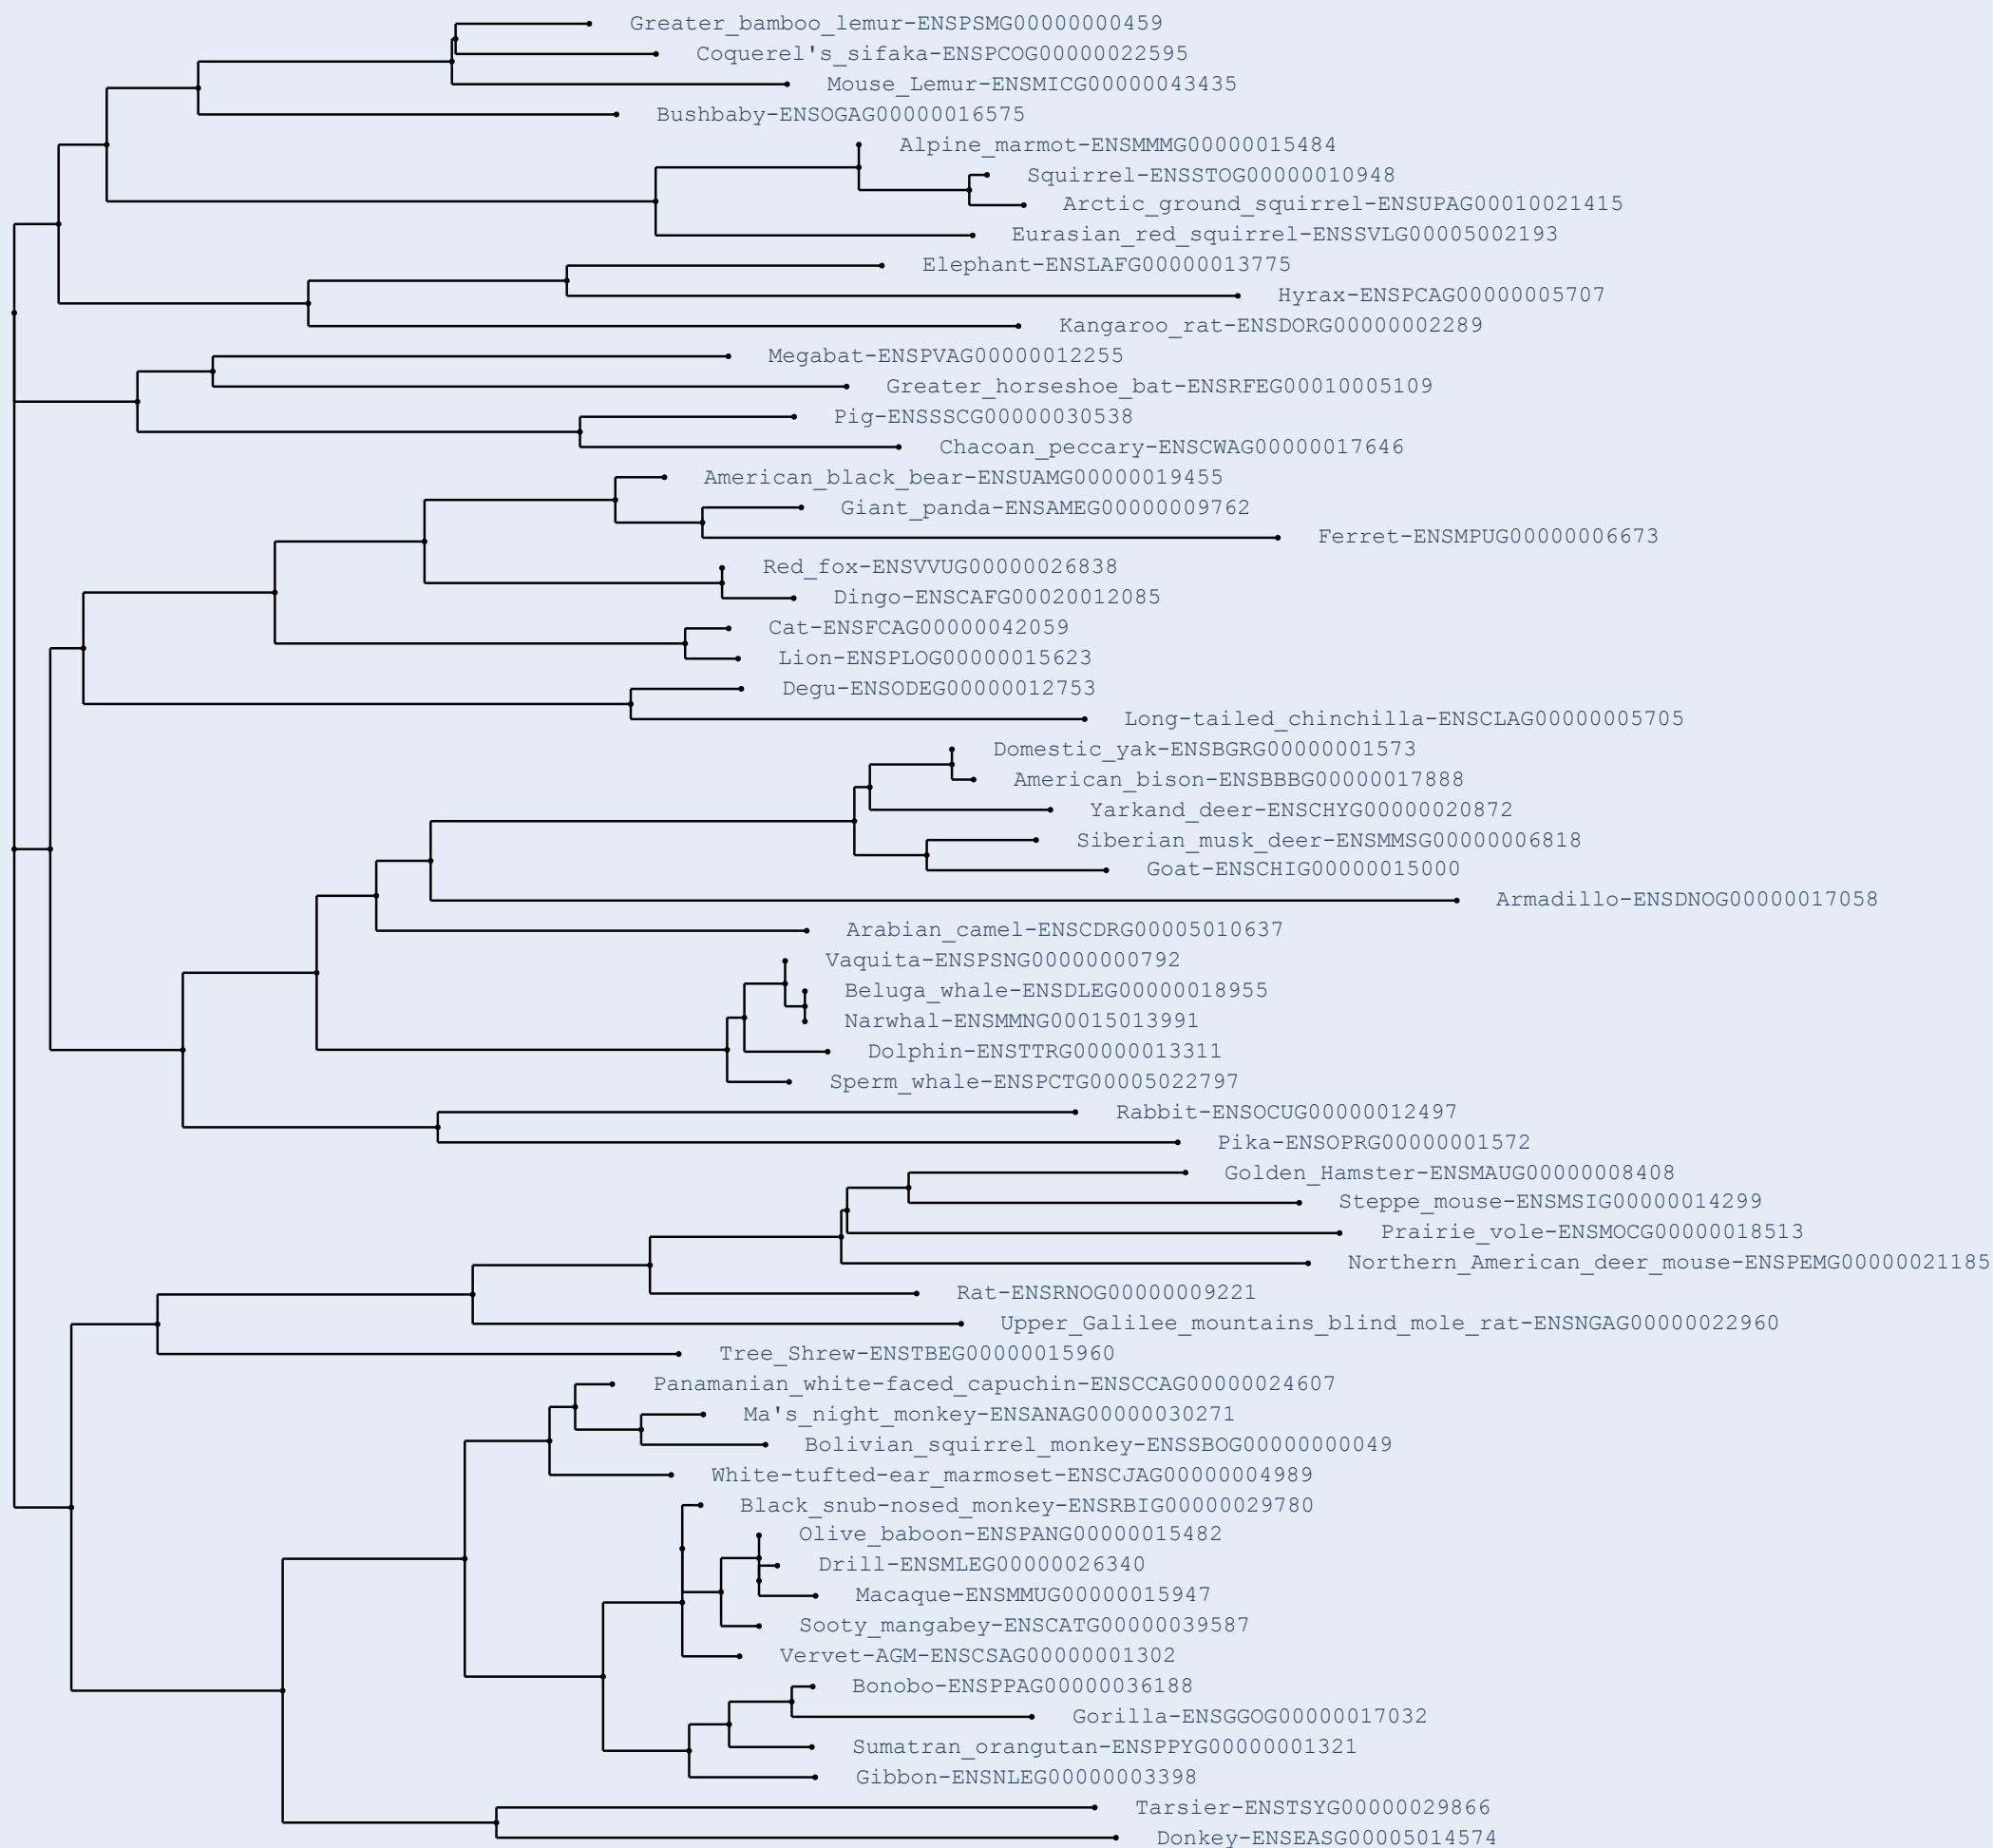 Greater_bamboo_lemur-ENSPSMG00000000459
Coquerel's_sifaka-ENSPCOG00000022595
Mouse_Lemur-ENSMICG00000043435
Bushbaby-ENSOGAG00000016575
Alpine_marmot-ENSMMMG00000015484
Squirrel-ENSSTOG00000010948
Arctic_ground_squirrel-ENSUPAG00010021415
Eurasian_red_squirrel-ENSSVLG00005002193
Elephant-ENSLAFG00000013775
Hyrax-ENSPCAG00000005707
Kangaroo_rat-ENSDORG00000002289
Megabat-ENSPVAG00000012255
Greater_horseshoe_bat-ENSRFEG00010005109
Pig-ENSSSCG00000030538
Chacoan_peccary-ENSCWAG00000017646
American_black_bear-ENSUAMG00000019455
Giant_panda-ENSAMEG00000009762
Ferret-ENSMPUG00000006673
Red_fox-ENSVVUG00000026838
Dingo-ENSCAFG00020012085
Cat-ENSFCAG00000042059
Lion-ENSPLOG00000015623
Degu-ENSODEG00000012753
Long-tailed_chinchilla-ENSCLAG00000005705
Domestic_yak-ENSBGRG00000001573
American_bison-ENSBBBG00000017888
Yarkand_deer-ENSCHYG00000020872
Siberian_musk_deer-ENSMMSG00000006818
Goat-ENSCHIG00000015000
Armadillo-ENSDNOG00000017058
Arabian_camel-ENSCDRG00005010637
Vaquita-ENSPSNG00000000792
Beluga_whale-ENSDLEG00000018955
Narwhal-ENSMMNG00015013991
Dolphin-ENSTTRG00000013311
Sperm_whale-ENSPCTG00005022797
Rabbit-ENSOCUG00000012497
Pika-ENSOPRG00000001572
Golden_Hamster-ENSMAUG00000008408
Steppe_mouse-ENSMSIG00000014299
Prairie_vole-ENSMOCG00000018513
Northern_American_deer_mouse-ENSPEMG00000021185
Rat-ENSRNOG00000009221
Upper_Galilee_mountains_blind_mole_rat-ENSNGAG00000022960
Tree_Shrew-ENSTBEG00000015960
Panamanian_white-faced_capuchin-ENSCCAG00000024607
Ma's_night_monkey-ENSANAG00000030271
Bolivian_squirrel_monkey-ENSSBOG00000000049
White-tufted-ear_marmoset-ENSCJAG00000004989
Black_snub-nosed_monkey-ENSRBIG00000029780
Olive_baboon-ENSPANG00000015482
Drill-ENSMLEG00000026340
Macaque-ENSMMUG00000015947
Sooty_mangabey-ENSCATG00000039587
Vervet-AGM-ENSCSAG00000001302
Bonobo-ENSPPAG00000036188
Gorilla-ENSGGOG00000017032
Sumatran_orangutan-ENSPPYG00000001321
Gibbon-ENSNLEG00000003398
Tarsier-ENSTSYG00000029866
Donkey-ENSEASG00005014574